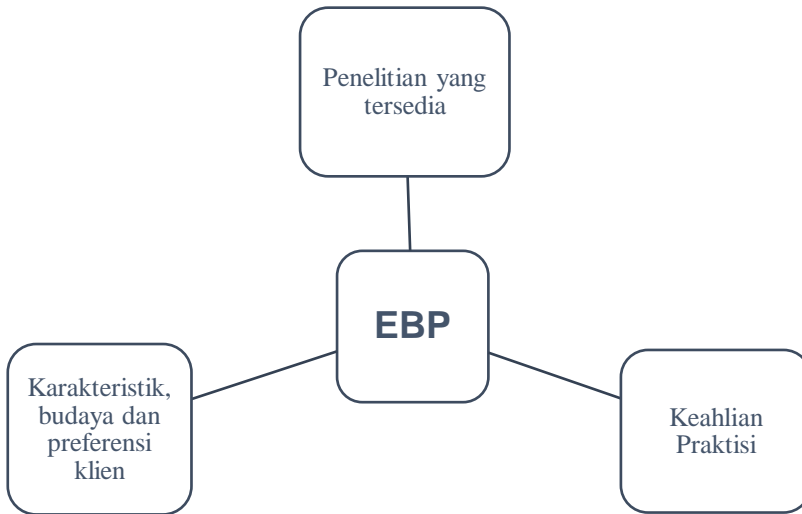 Penelitian yang
tersedia
EBP
Karakteristik,
budaya dan
preferensi
klien
Keahlian
Praktisi